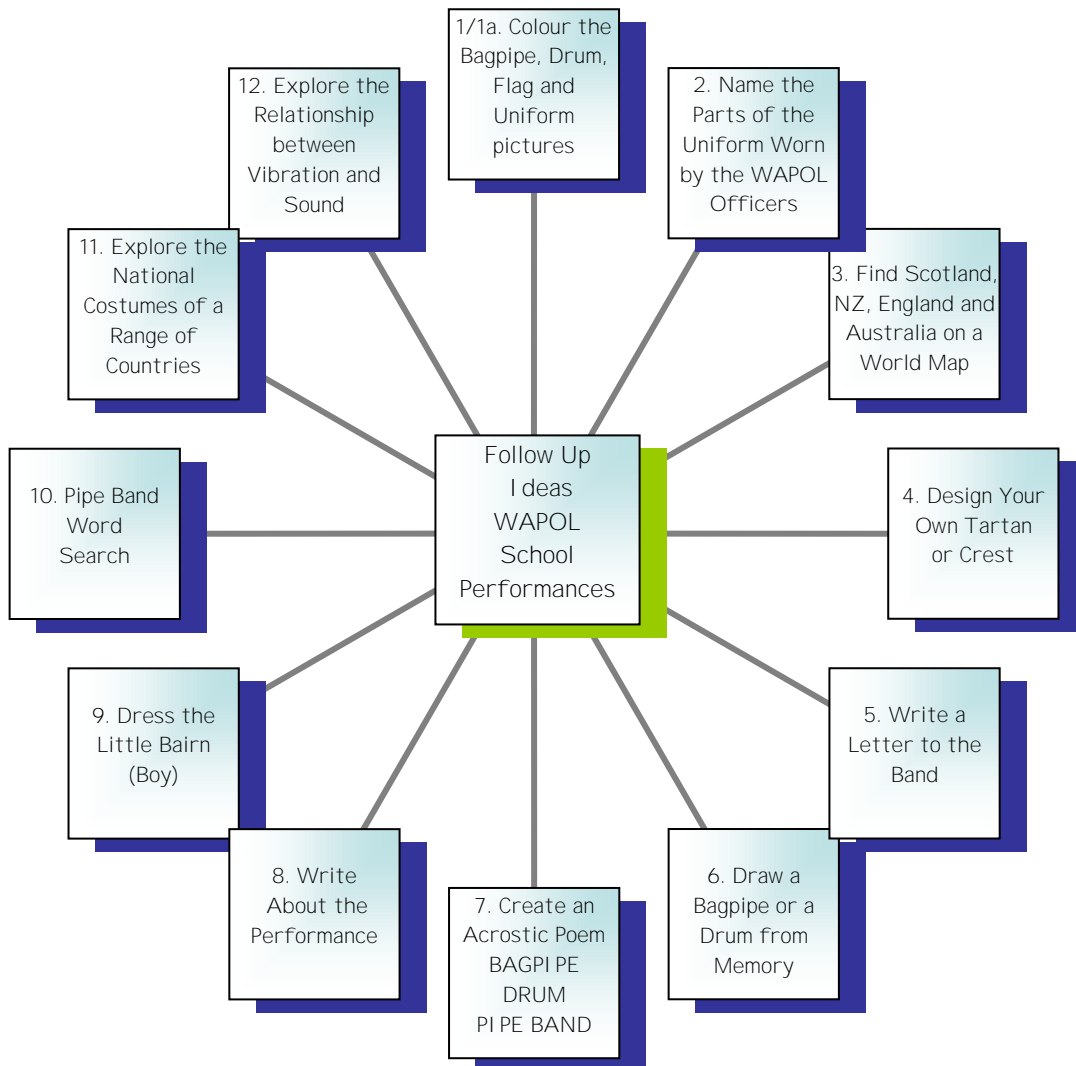 1/1a. Colour the
Bagpipe, Drum,
Flag and
Uniform
pictures
2. Name the
Parts of the
Uniform Worn
by the WAPOL
Officers
3. Find Scotland,
NZ, England and
Australia on a
World Map
4. Design Your
Own Tartan
or Crest
5. Write a
Letter to the
Band
6. Draw a
Bagpipe or a
Drum from
Memory
7. Create an
Acrostic Poem
BAGPIPE
DRUM
PIPE BAND
8. Write
About the
Performance
9. Dress the
Little Bairn
(Boy)
10. Pipe Band
Word
Search
11. Explore the
National
Costumes of a
Range of
Countries
12. Explore the
Relationship
between
Vibration and
Sound
Follow Up
Ideas
WAPOL
School
Performances